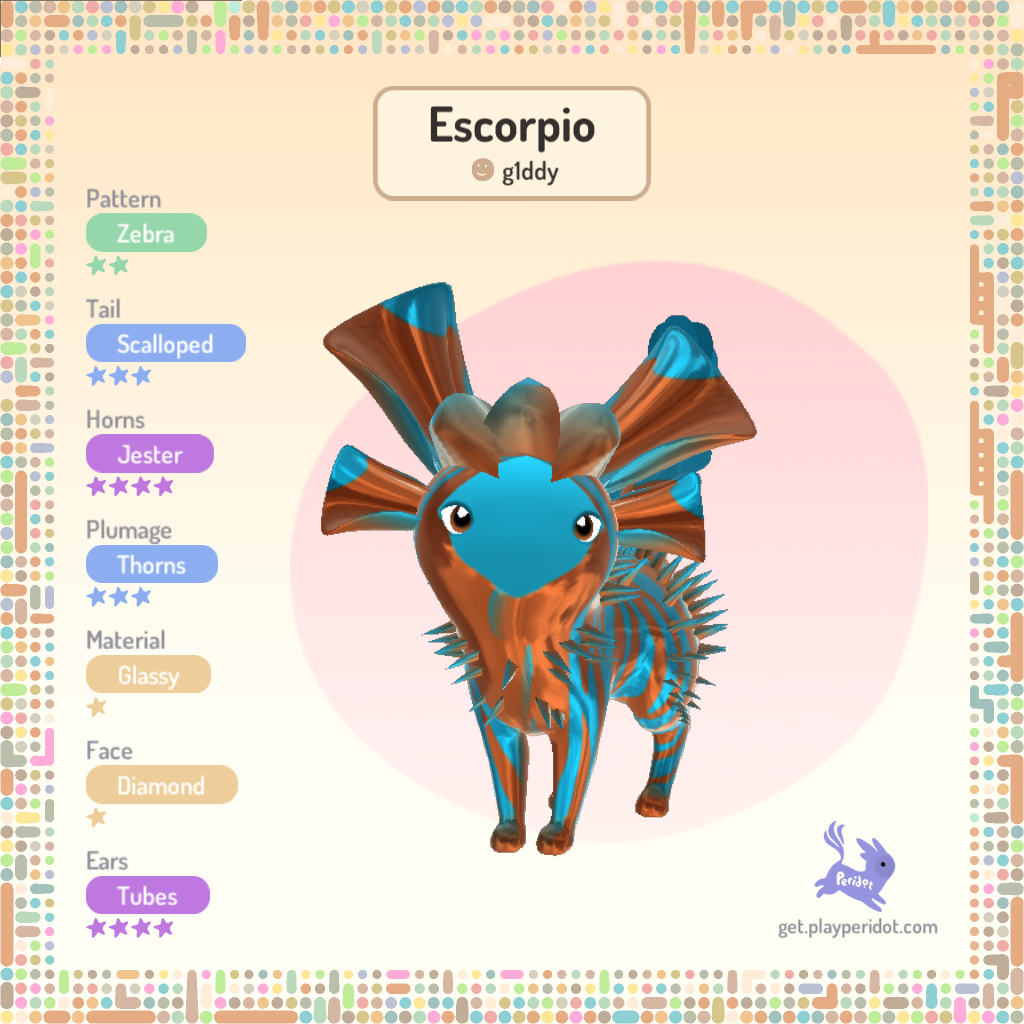 Escorpio
g1ddy
Pattern
Zebra
Tail
Scalloped
Horns
Jester
Plumage
Thorns
Material
Glassy
Face
Diamond
Ears
Tubes
Peridot
get.playperidot.com